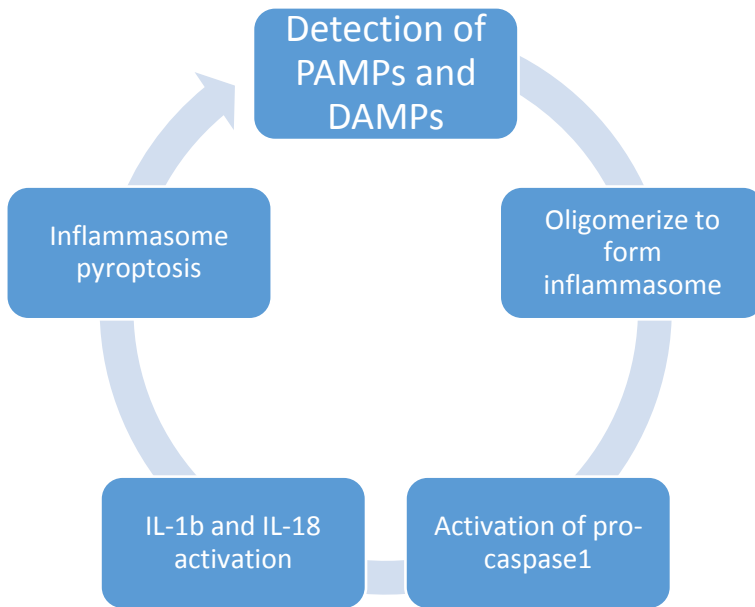 Detection of
PAMPs and
DAMPs
Oligomerize to
form
inflammasome
Activation of pro-
caspase1
IL-1b and IL-18
activation
Inflammasome
pyroptosis